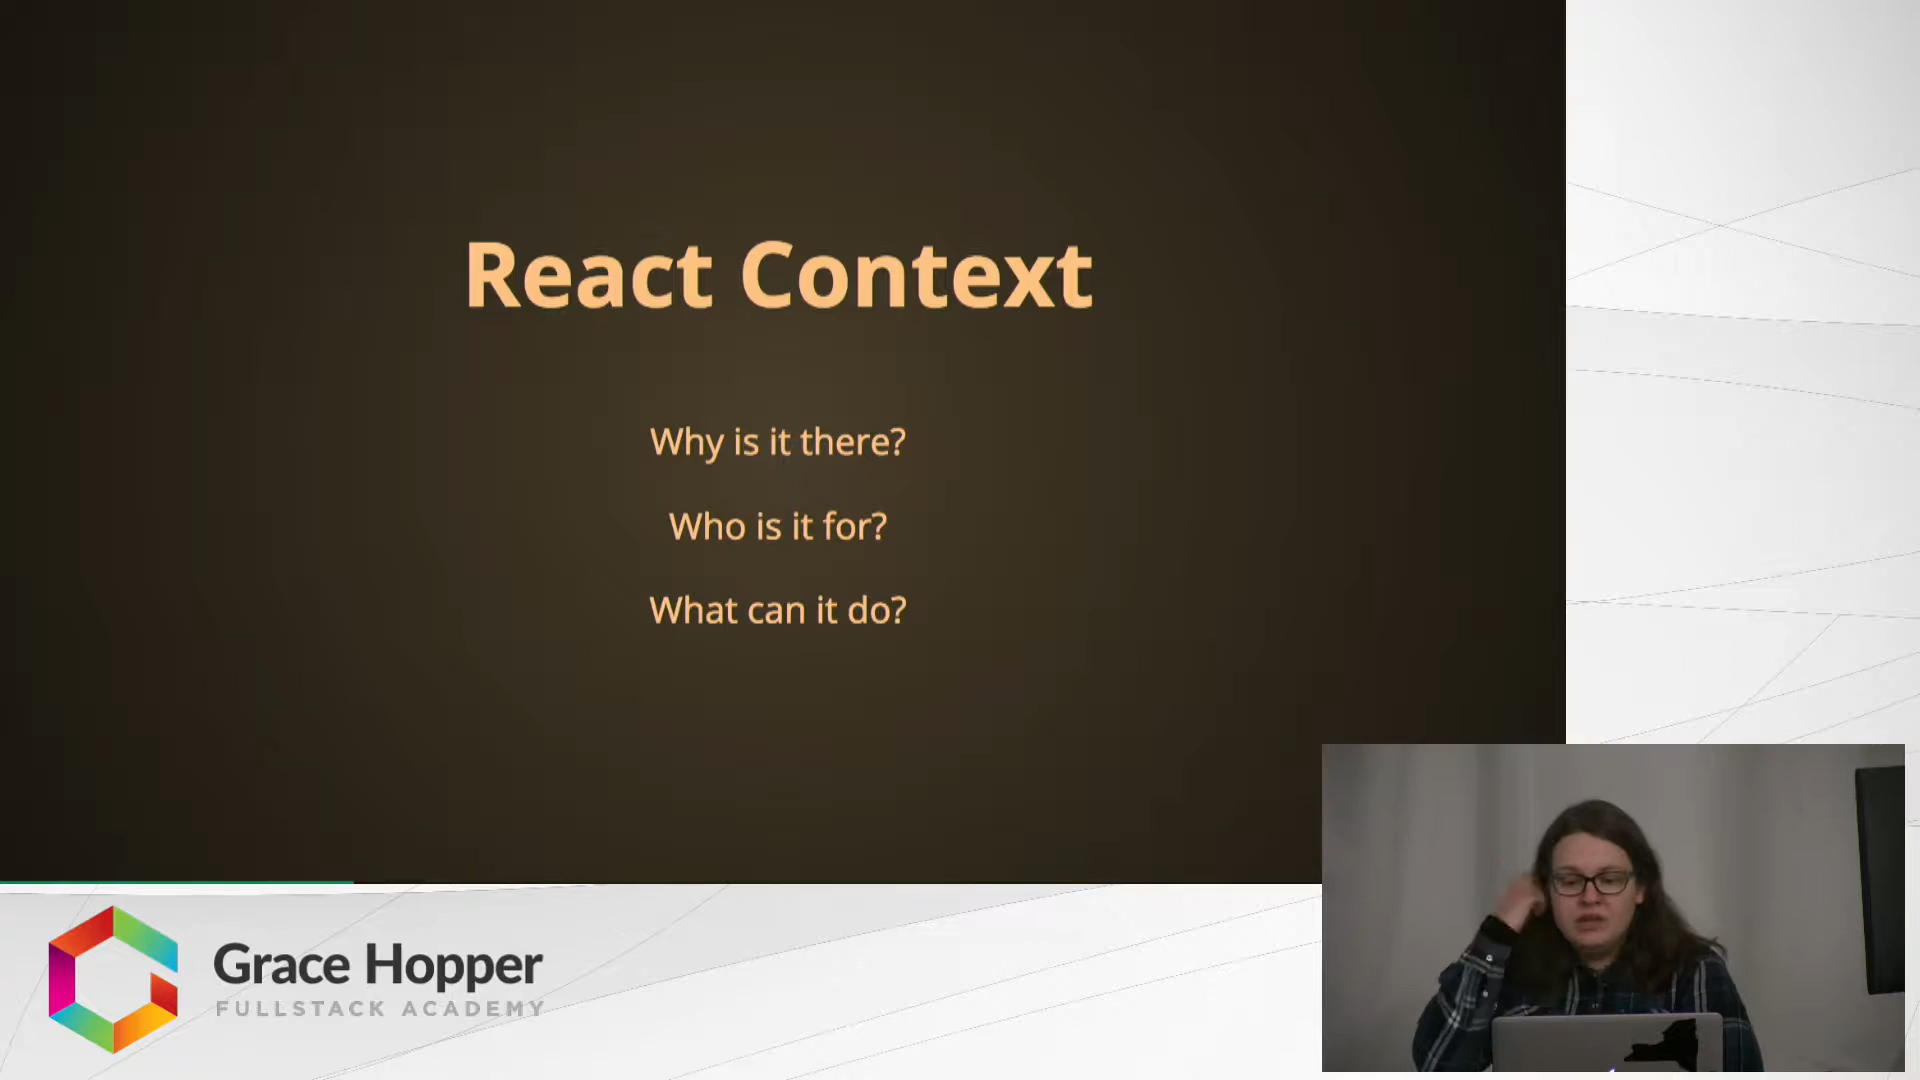 React Context
Why is it there?
Who is it for?
What can it do?
Grace Hopper
FULLSTACK ACADEMY